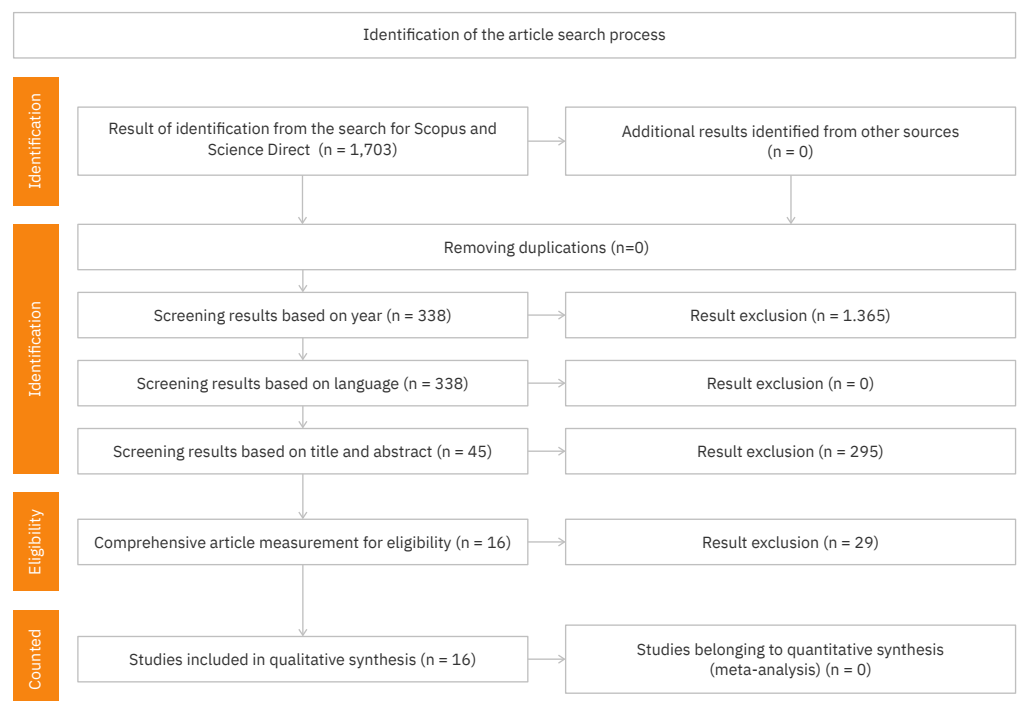 Identification of the article search process
Identification
Result of identification from the search for Scopus and
Science Direct (n = 1,703)
Additional results identified from other sources
(n = 0)
Identification
Removing duplications (n=0)
Screening results based on year (n = 338)
Result exclusion (n = 1.365)
Screening results based on language (n = 338)
Result exclusion (n = 0)
Screening results based on title and abstract (n = 45)
Result exclusion (n = 295)
Eligibility
Comprehensive article measurement for eligibility (n = 16)
Result exclusion (n = 29)
Counted
Studies included in qualitative synthesis (n = 16)
Studies belonging to quantitative synthesis
(meta-analysis) (n = 0)